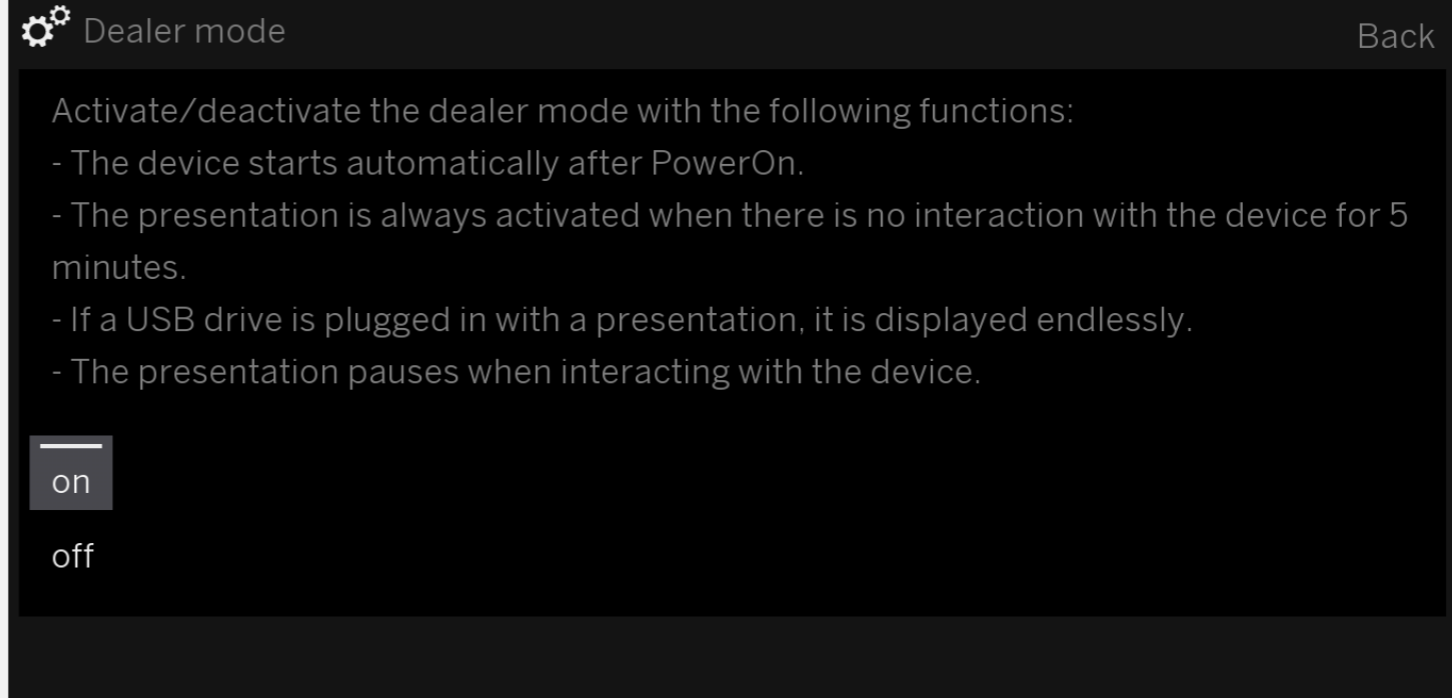 Dealer mode
Back
Activate/deactivate the dealer mode with the following functions:
- The device starts automatically after PowerOn.
- The presentation is always activated when there is no interaction with the device for 5
minutes.
- If a USB drive is plugged in with a presentation, it is displayed endlessly.
- The presentation pauses when interacting with the device.
on
off